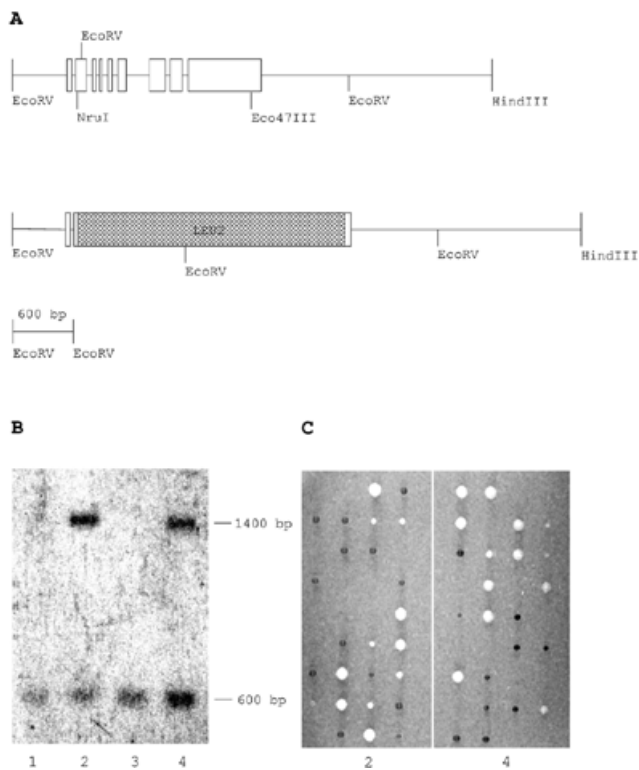 A
EcoRV
EcoRV
NruI
Eco47III
EcoRV
HindIII
LEU2
EcoRV
EcoRV
EcoRV
HindIII
600 bp
EcoRV EcoRV
B
C
1400 bp
600 bp
1 2 3 4
2 4